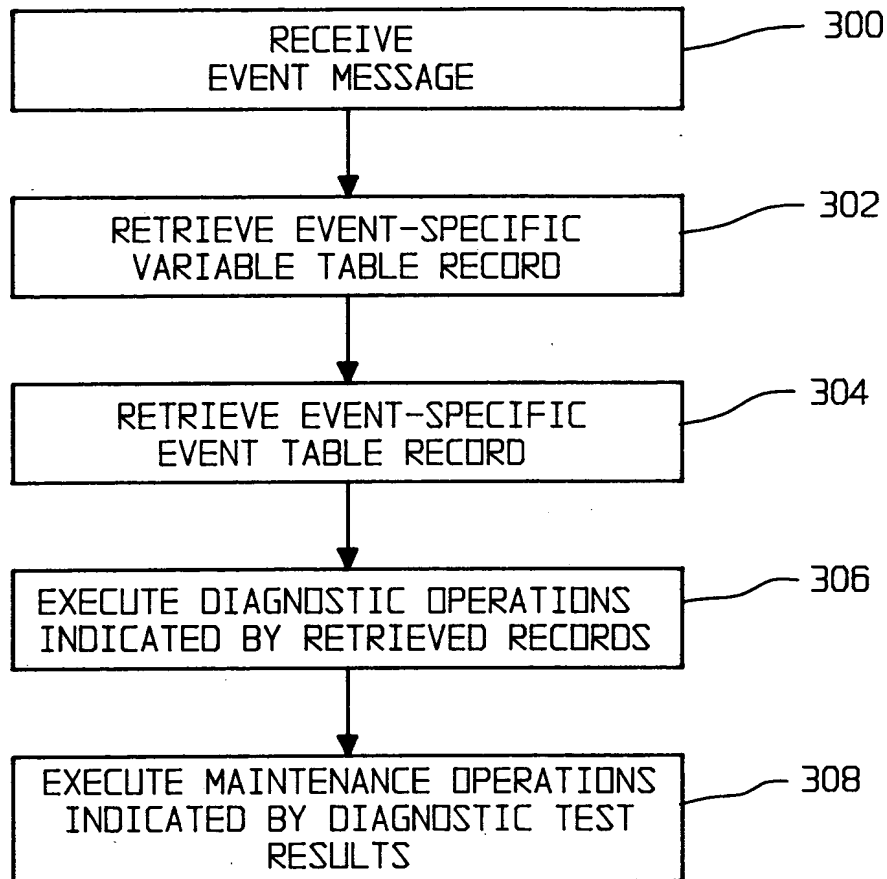 RECEIVE
EVENT MESSAGE
300
RETRIEVE EVENT-SPECIFIC
VARIABLE TABLE RECORD
302
RETRIEVE EVENT-SPECIFIC
EVENT TABLE RECORD
304
EXECUTE DIAGNOSTIC OPERATIONS
INDICATED BY RETRIEVED RECORDS
306
EXECUTE MAINTENANCE OPERATIONS
INDICATED BY DIAGNOSTIC TEST
RESULTS
308